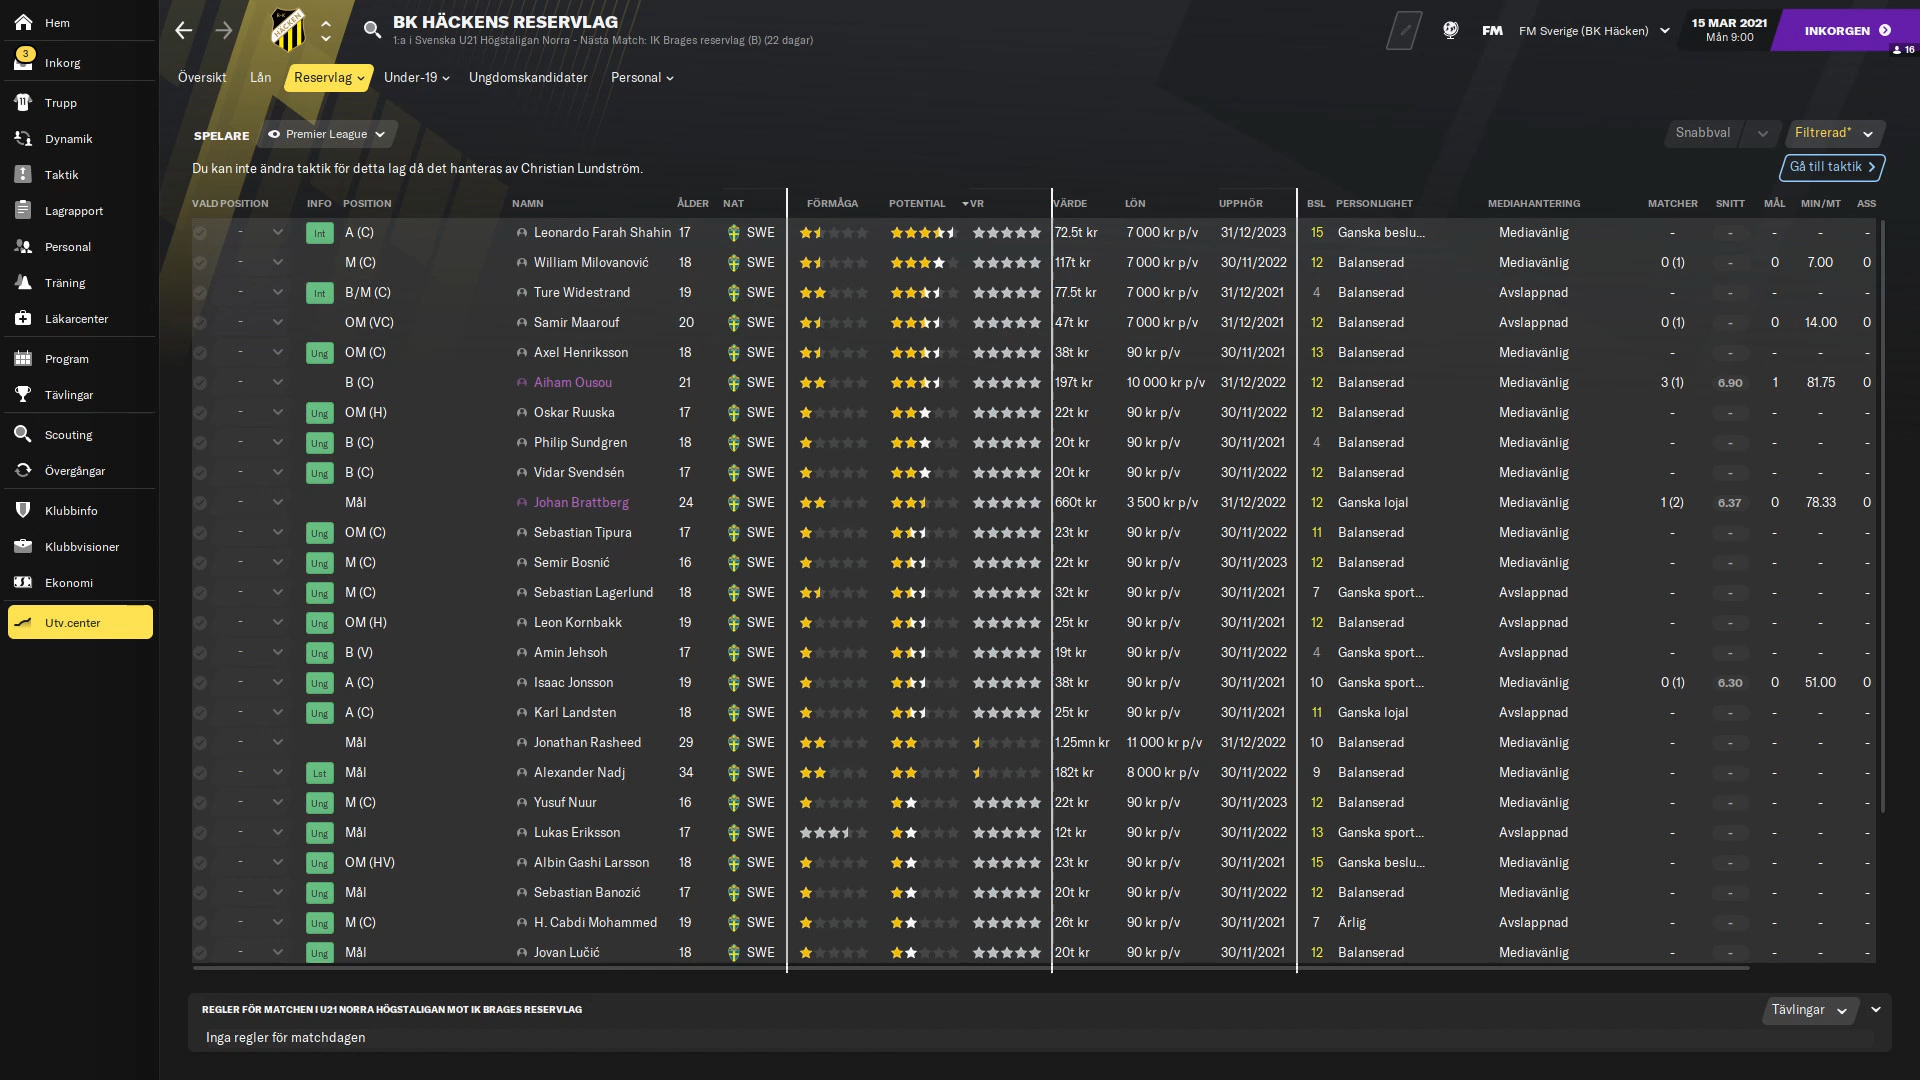 Hem
3
Inkorg
Trupp
Dynamik
Taktik
Lagrapport
Personal
Träning
Läkarcenter
Program
Tävlingar
Scouting
Övergångar
Klubbinfo
Klubbvisioner
Ekonomi
Utv.center
BK HÄCKENS RESERVLAG
1:a i Svenska U21 Högstaligan Norra - Nästa Match: IK Brages reservlag (B) (22 dagar)
FM FM Sverige (BK Häcken)
15 MAR 2021
Mån 9:00
INKORGEN
16
Översikt Lån Reservlag Under-19 Ungdomskandidater Personal
SPELARE Premier League Snabbval Filtrerad*
Du kan inte ändra taktik för detta lag då det hanteras av Christian Lundström.
Gå till taktik
VALD POSITION INFO POSITION NAMN ÅLDER NAT FÖRMÅGA POTENTIAL VR VÄRDE LÖN UPPHÖR BSL PERSONLIGHET MEDIAHANTERING MATCHER SNITT MÅL MIN/MT ASS
- Int A (C) Leonardo Farah Shahin 17 SWE 72.5t kr 7 000 kr p/v 31/12/2023 15 Ganska beslu... Mediavänlig - - - - -
- M (C) William Milovanović 18 SWE 117t kr 7 000 kr p/v 30/11/2022 12 Balanserad Mediavänlig 0 (1) - 0 7.00 0
- Int B/M (C) Ture Widestrand 19 SWE 77.5t kr 7 000 kr p/v 31/12/2021 4 Balanserad Avslappnad - - - - -
- OM (VC) Samir Maarouf 20 SWE 47t kr 7 000 kr p/v 31/12/2021 12 Balanserad Avslappnad 0 (1) - 0 14.00 0
- Ung OM (C) Axel Henriksson 18 SWE 38t kr 90 kr p/v 30/11/2021 13 Balanserad Mediavänlig - - - - -
- B (C) Aiham Ousou 21 SWE 197t kr 10 000 kr p/v 31/12/2022 12 Balanserad Mediavänlig 3 (1) 6.90 1 81.75 0
- Ung OM (H) Oskar Ruuska 17 SWE 22t kr 90 kr p/v 30/11/2022 12 Balanserad Mediavänlig - - - - -
- Ung B (C) Philip Sundgren 18 SWE 20t kr 90 kr p/v 30/11/2021 4 Balanserad Mediavänlig - - - - -
- Ung B (C) Vidar Svendsén 17 SWE 20t kr 90 kr p/v 30/11/2022 12 Balanserad Mediavänlig - - - - -
- Mål Johan Brattberg 24 SWE 660t kr 3 500 kr p/v 31/12/2022 12 Ganska lojal Mediavänlig 1 (2) 6.37 0 78.33 0
- Ung OM (C) Sebastian Tipura 17 SWE 23t kr 90 kr p/v 30/11/2022 11 Balanserad Mediavänlig - - - - -
- Ung M (C) Semir Bosnić 16 SWE 22t kr 90 kr p/v 30/11/2023 12 Balanserad Mediavänlig - - - - -
- Ung M (C) Sebastian Lagerlund 18 SWE 32t kr 90 kr p/v 30/11/2021 7 Ganska sport... Avslappnad - - - - -
- Ung OM (H) Leon Kornbakk 19 SWE 25t kr 90 kr p/v 30/11/2021 12 Balanserad Avslappnad - - - - -
- Ung B (V) Amin Jehsoh 17 SWE 19t kr 90 kr p/v 30/11/2022 4 Ganska sport... Avslappnad - - - - -
- Ung A (C) Isaac Jonsson 19 SWE 38t kr 90 kr p/v 30/11/2021 10 Ganska sport... Mediavänlig 0 (1) 6.30 0 51.00 0
- Ung A (C) Karl Landsten 18 SWE 25t kr 90 kr p/v 30/11/2021 11 Ganska lojal Avslappnad - - - - -
- Mål Jonathan Rasheed 29 SWE 1.25mn kr 11 000 kr p/v 31/12/2022 10 Balanserad Mediavänlig - - - - -
- Lst Mål Alexander Nadj 34 SWE 182t kr 8 000 kr p/v 30/11/2022 9 Balanserad Mediavänlig - - - - -
- Ung M (C) Yusuf Nuur 16 SWE 22t kr 90 kr p/v 30/11/2023 12 Balanserad Mediavänlig - - - - -
- Ung Mål Lukas Eriksson 17 SWE 12t kr 90 kr p/v 30/11/2022 13 Ganska sport... Avslappnad - - - - -
- Ung OM (HV) Albin Gashi Larsson 18 SWE 23t kr 90 kr p/v 30/11/2021 15 Ganska beslu... Mediavänlig - - - - -
- Ung Mål Sebastian Banozić 17 SWE 20t kr 90 kr p/v 30/11/2022 12 Balanserad Mediavänlig - - - - -
- Ung M (C) H. Cabdi Mohammed 19 SWE 26t kr 90 kr p/v 30/11/2021 7 Ärlig Avslappnad - - - - -
- Ung Mål Jovan Lučić 18 SWE 20t kr 90 kr p/v 30/11/2021 12 Balanserad Mediavänlig - - - - -
REGLER FÖR MATCHEN I U21 NORRA HÖGSTALIGAN MOT IK BRAGES RESERVLAG
Tävlingar
Inga regler för matchdagen